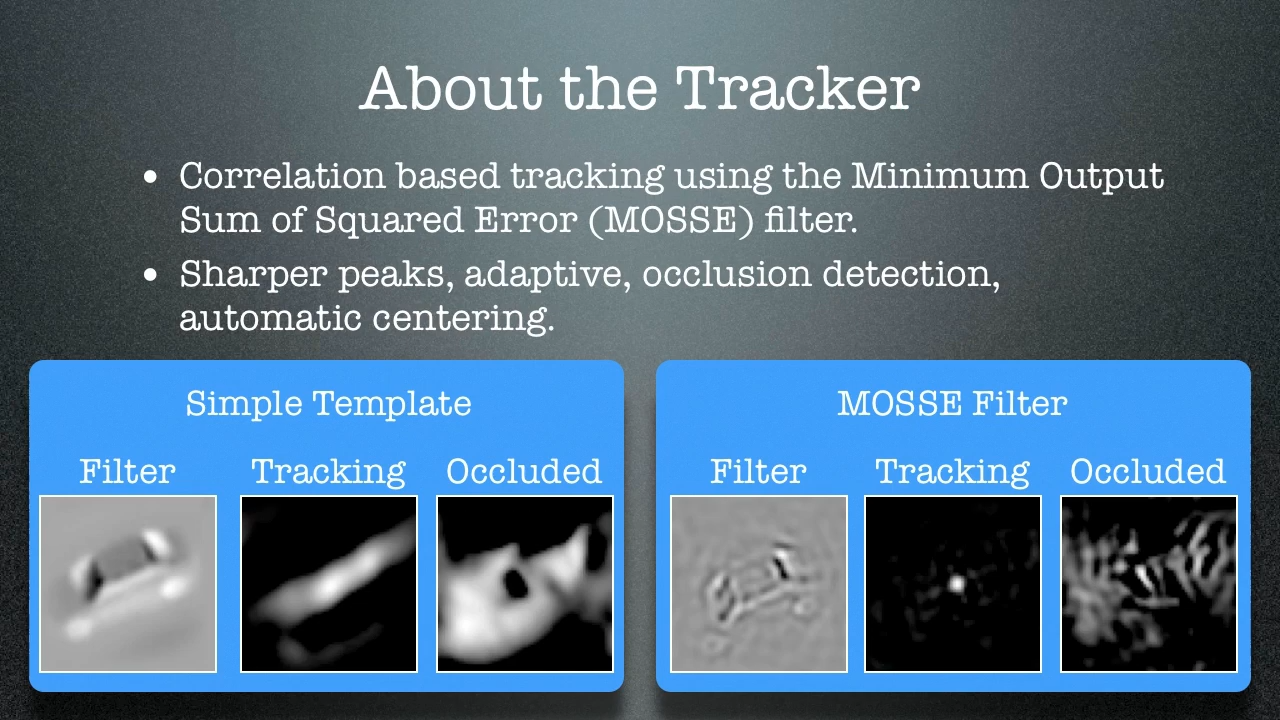 About the Tracker
• Correlation based tracking using the Minimum Output
Sum of Squared Error (MOSSE) filter.
• Sharper peaks, adaptive, occlusion detection,
automatic centering.
Simple Template
Filter Tracking Occluded
MOSSE Filter
Filter Tracking Occluded